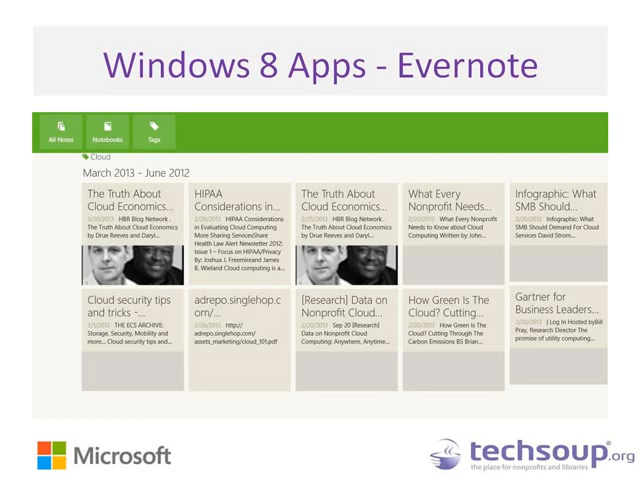 Windows 8 Apps - Evernote
All Notes
Notebooks
Tags
Cloud
March 2013 - June 2012
The Truth About
Cloud Economics...
3/20/2013 HBR Blog Network .
The Truth About Cloud Economics
by Drue Reeves and Daryl...
HIPAA
Considerations in...
2/28/2013 HIPAA Considerations
in Evaluating Cloud Computing
More Sharing ServicesShare
Health Law Alert Newsletter 2012:
Issue 1 – Focus on HIPAA/Privacy
By: Joshua J. Freemireand James
B. Wieland Cloud computing is a...
The Truth About
Cloud Economics...
2/25/2013 HBR Blog Network .
The Truth About Cloud Economics
by Drue Reeves and Daryl...
What Every
Nonprofit Needs...
2/20/2013 What Every Nonprofit
Needs to Know about Cloud
Computing Written by John...
Infographic: What
SMB Should...
2/20/2013 Infographic: What
SMB Should Demand For Cloud
Services David Strom...
Cloud security tips
and tricks -...
3/1/2013 THE ECS ARCHIVE:
Storage, Security, Mobility and
more... Cloud security tips and...
adrepo.singlehop.c
om/...
2/26/2013 http://
adrepo.singlehop.com/
assets_marketing/cloud_101.pdf
[Research] Data on
Nonprofit Cloud...
2/20/2013 Sep 20 [Research]
Data on Nonprofit Cloud
Computing: Anywhere, Anytime...
How Green Is The
Cloud? Cutting...
2/20/2013 How Green Is The
Cloud? Cutting Through The
Carbon Emissions BS Brian...
Gartner for
Business Leaders...
2/20/2013 | Log In Hosted byBill
Pray, Research Director The
promise of utility computing...
Microsoft
techsoup.org
the place for nonprofits and libraries